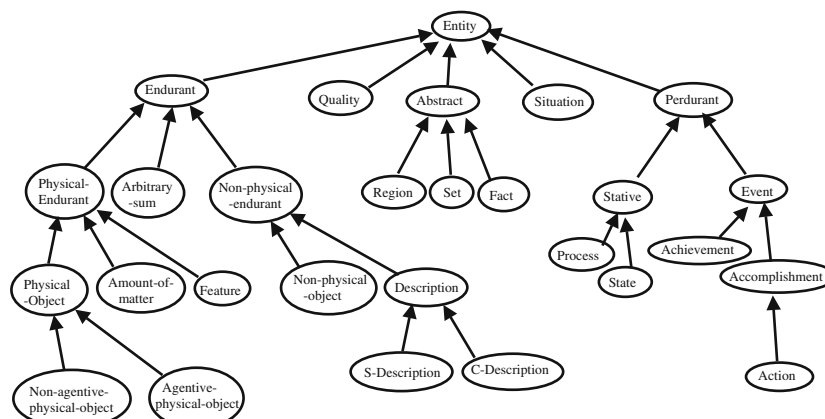 Entity
Endurant
Quality
Abstract
Situation
Perdurant
Physical-
Endurant
Arbitrary
-sum
Non-physical
-endurant
Region
Set
Fact
Stative
Event
Process
State
Achievement
Accomplishment
Physical
-Object
Amount-of-
matter
Feature
Non-physical
-object
Description
S-Description
C-Description
Action
Non-agentive-
physical-object
Agentive-
physical-object